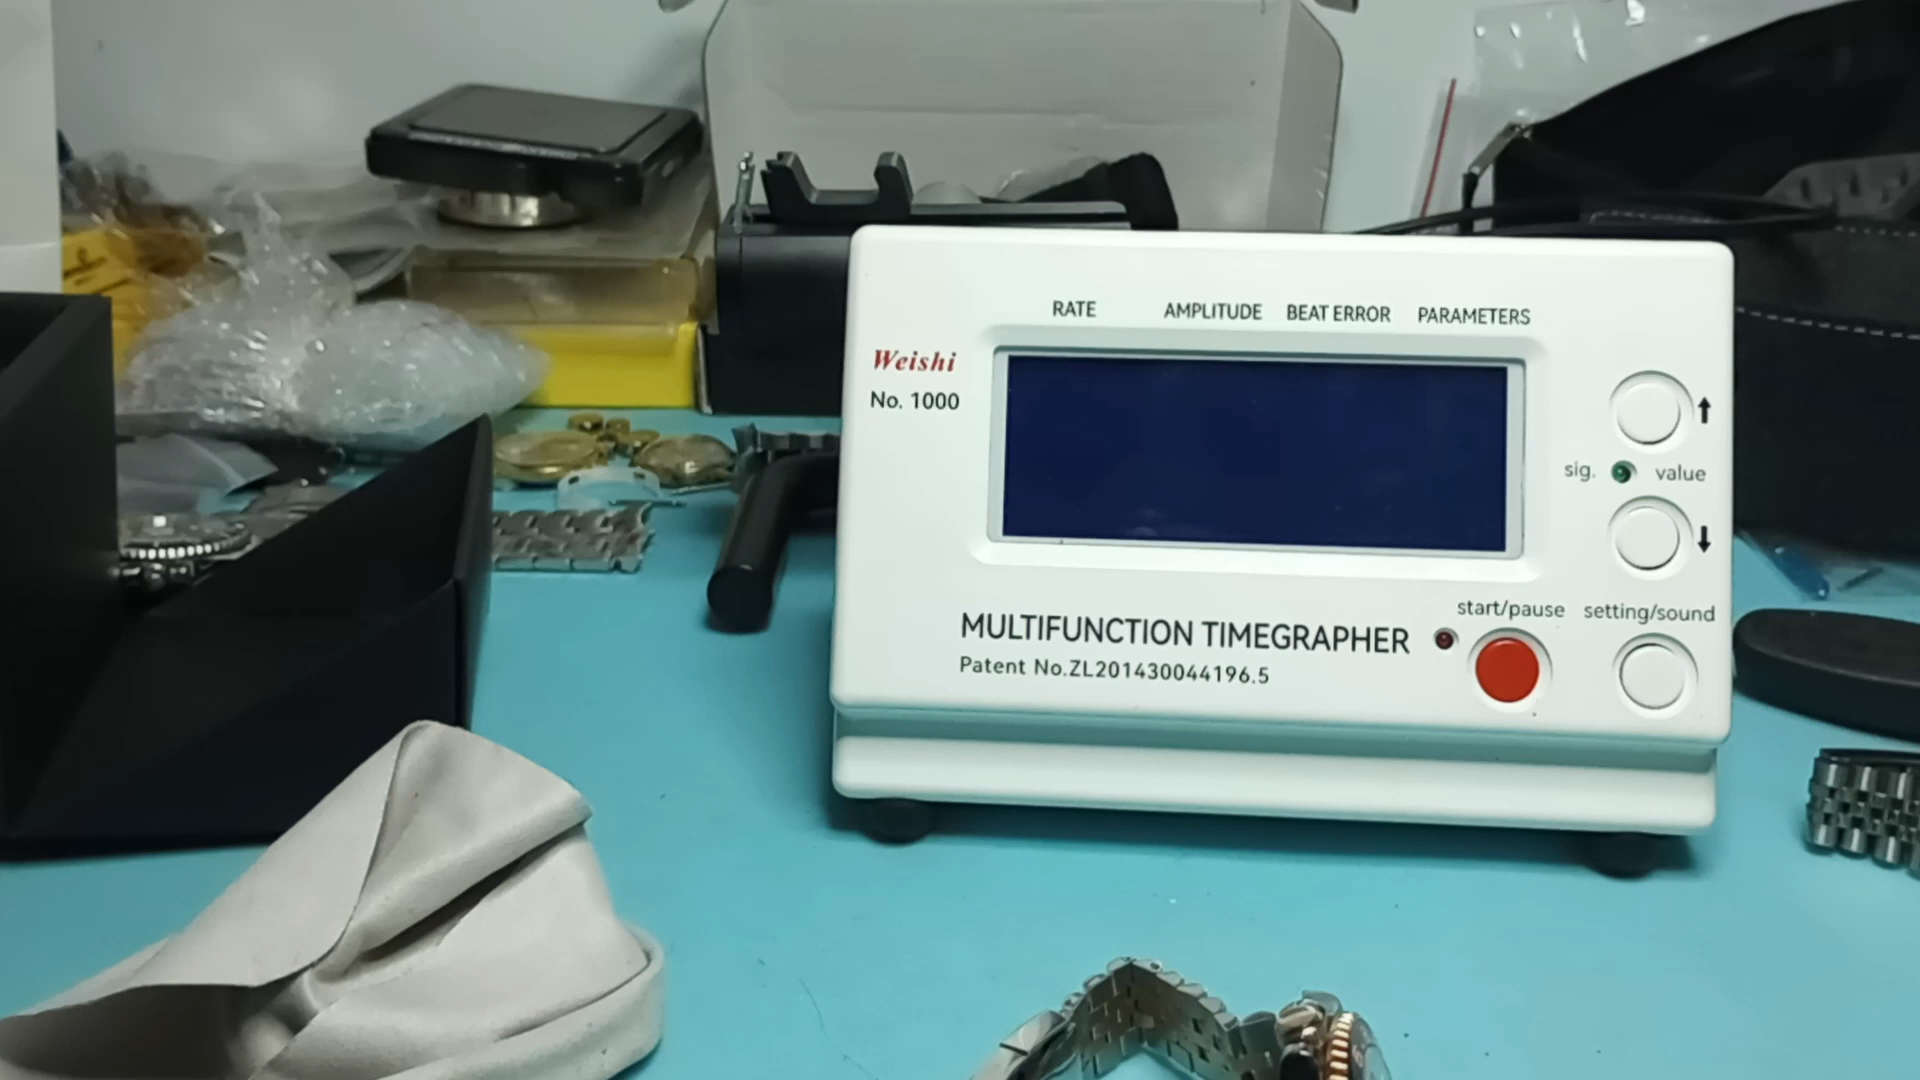 RATE AMPLITUDE BEAT ERROR PARAMETERS
Weishi
No. 1000
sig. value
start/pause setting/sound
MULTIFUNCTION TIMEGRAPHER
Patent No.ZL201430044196.5